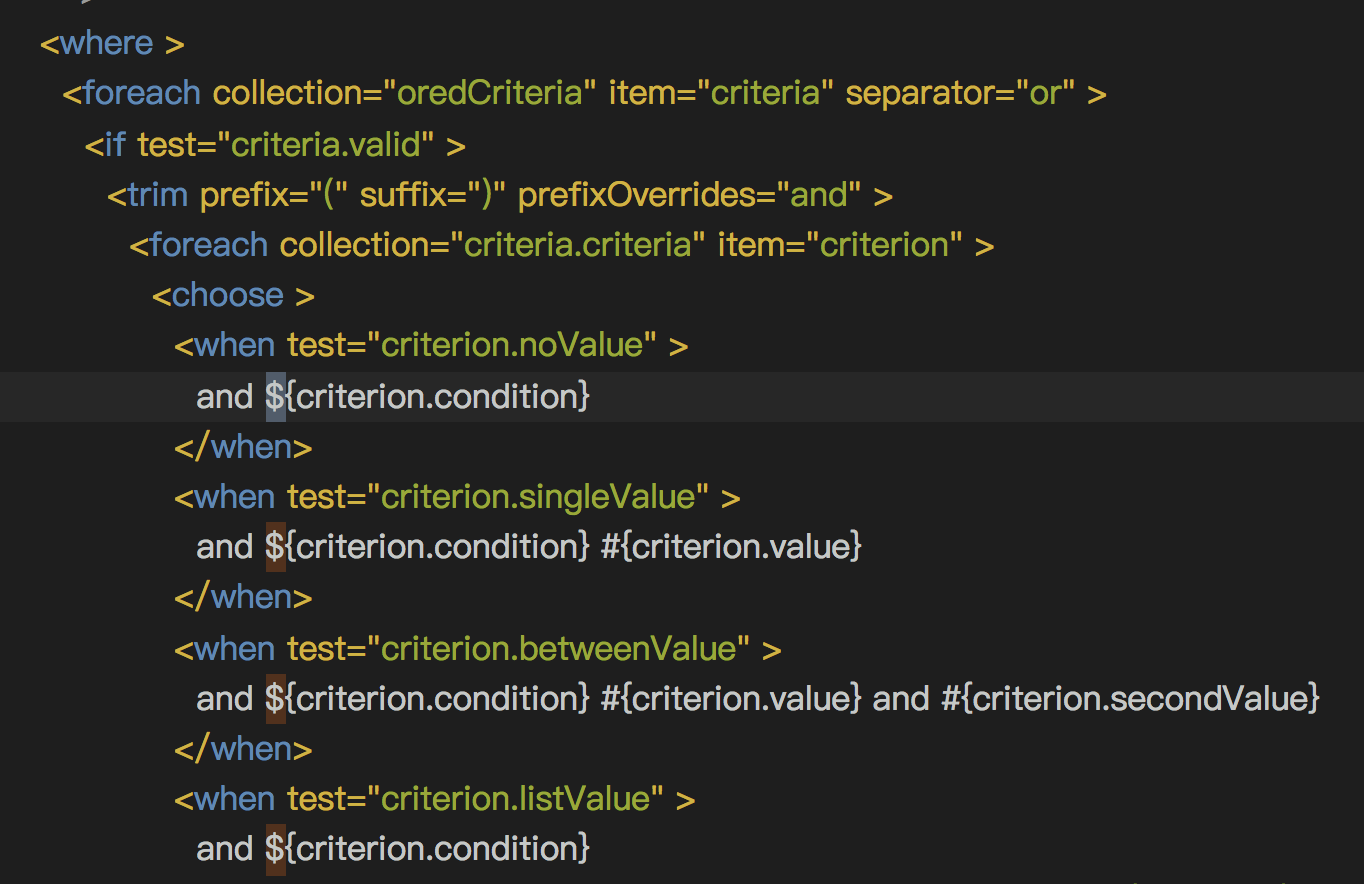 <where >
<foreach collection="oredCriteria" item="criteria" separator="or" >
<if test="criteria.valid" >
<trim prefix="(" suffix=")" prefixOverrides="and" >
<foreach collection="criteria.criteria" item="criterion" >
<choose >
<when test="criterion.noValue" >
and ${criterion.condition}
</when>
<when test="criterion.singleValue" >
and ${criterion.condition} #{criterion.value}
</when>
<when test="criterion.betweenValue" >
and ${criterion.condition} #{criterion.value} and #{criterion.secondValue}
</when>
<when test="criterion.listValue" >
and ${criterion.condition}